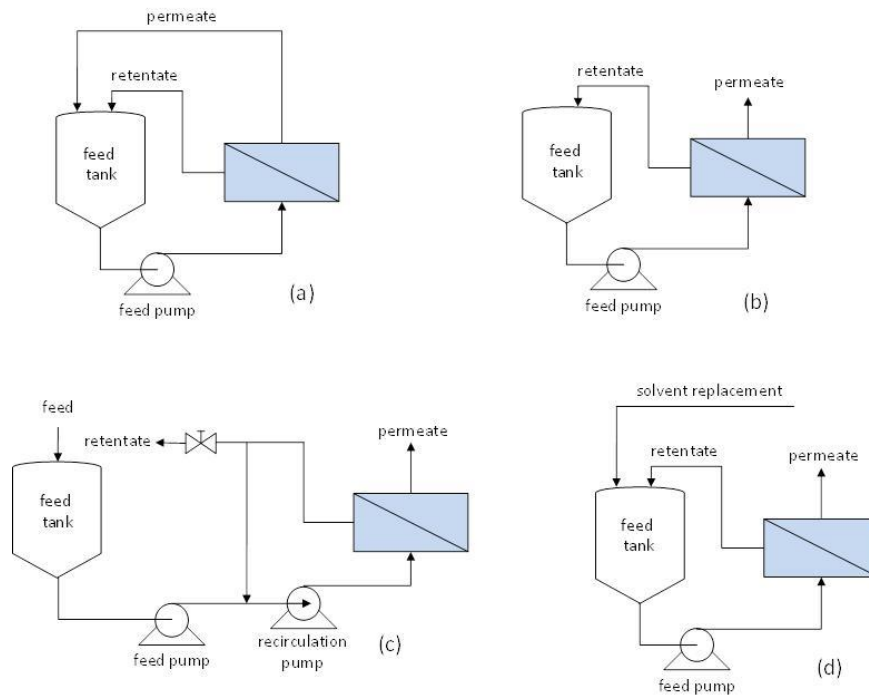 permeate
retentate
feed
tank
feed pump
(a)
retentate
permeate
feed
tank
feed pump
(b)
feed
retentate
permeate
feed
tank
feed pump
recirculation
pump
(c)
solvent replacement
retentate
permeate
feed
tank
feed pump
(d)